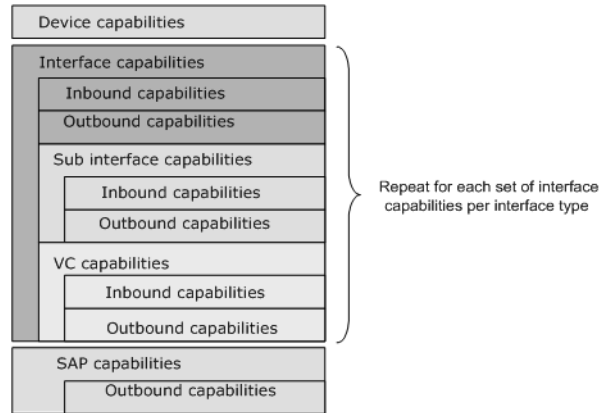 Device capabilities
Interface capabilities
Inbound capabilities
Outbound capabilities
Sub interface capabilities
Inbound capabilities
Outbound capabilities
VC capabilities
Inbound capabilities
Outbound capabilities
SAP capabilities
Outbound capabilities
Repeat for each set of interface
capabilities per interface type